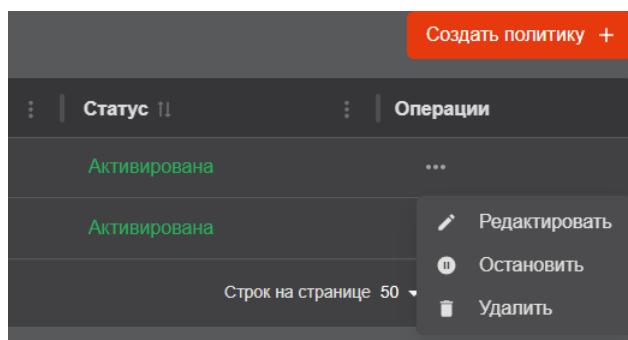 Создать политику +
Статус Операции
Активирована
Активирована
Редактировать
Остановить
Удалить
Строк на странице 50